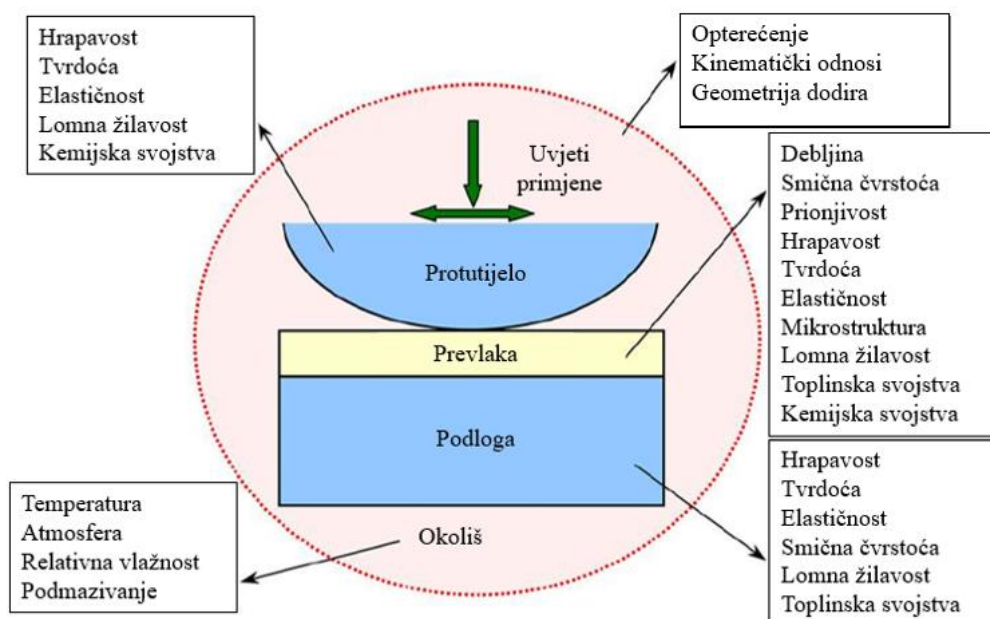 Hrapavost
Tvrdoća
Elastičnost
Lomna žilavost
Kemijska svojstva
Opterećenje
Kinematički odnosi
Geometrija dodira
Uvjeti
primjene
Protutijelo
Prevlaka
Podloga
Okoliš
Debljina
Smična čvrstoća
Prionjivost
Hrapavost
Tvrdoća
Elastičnost
Mikrostruktura
Lomna žilavost
Toplinska svojstva
Kemijska svojstva
Hrapavost
Tvrdoća
Elastičnost
Smična čvrstoća
Lomna žilavost
Toplinska svojstva
Temperatura
Atmosfera
Relativna vlažnost
Podmazivanje